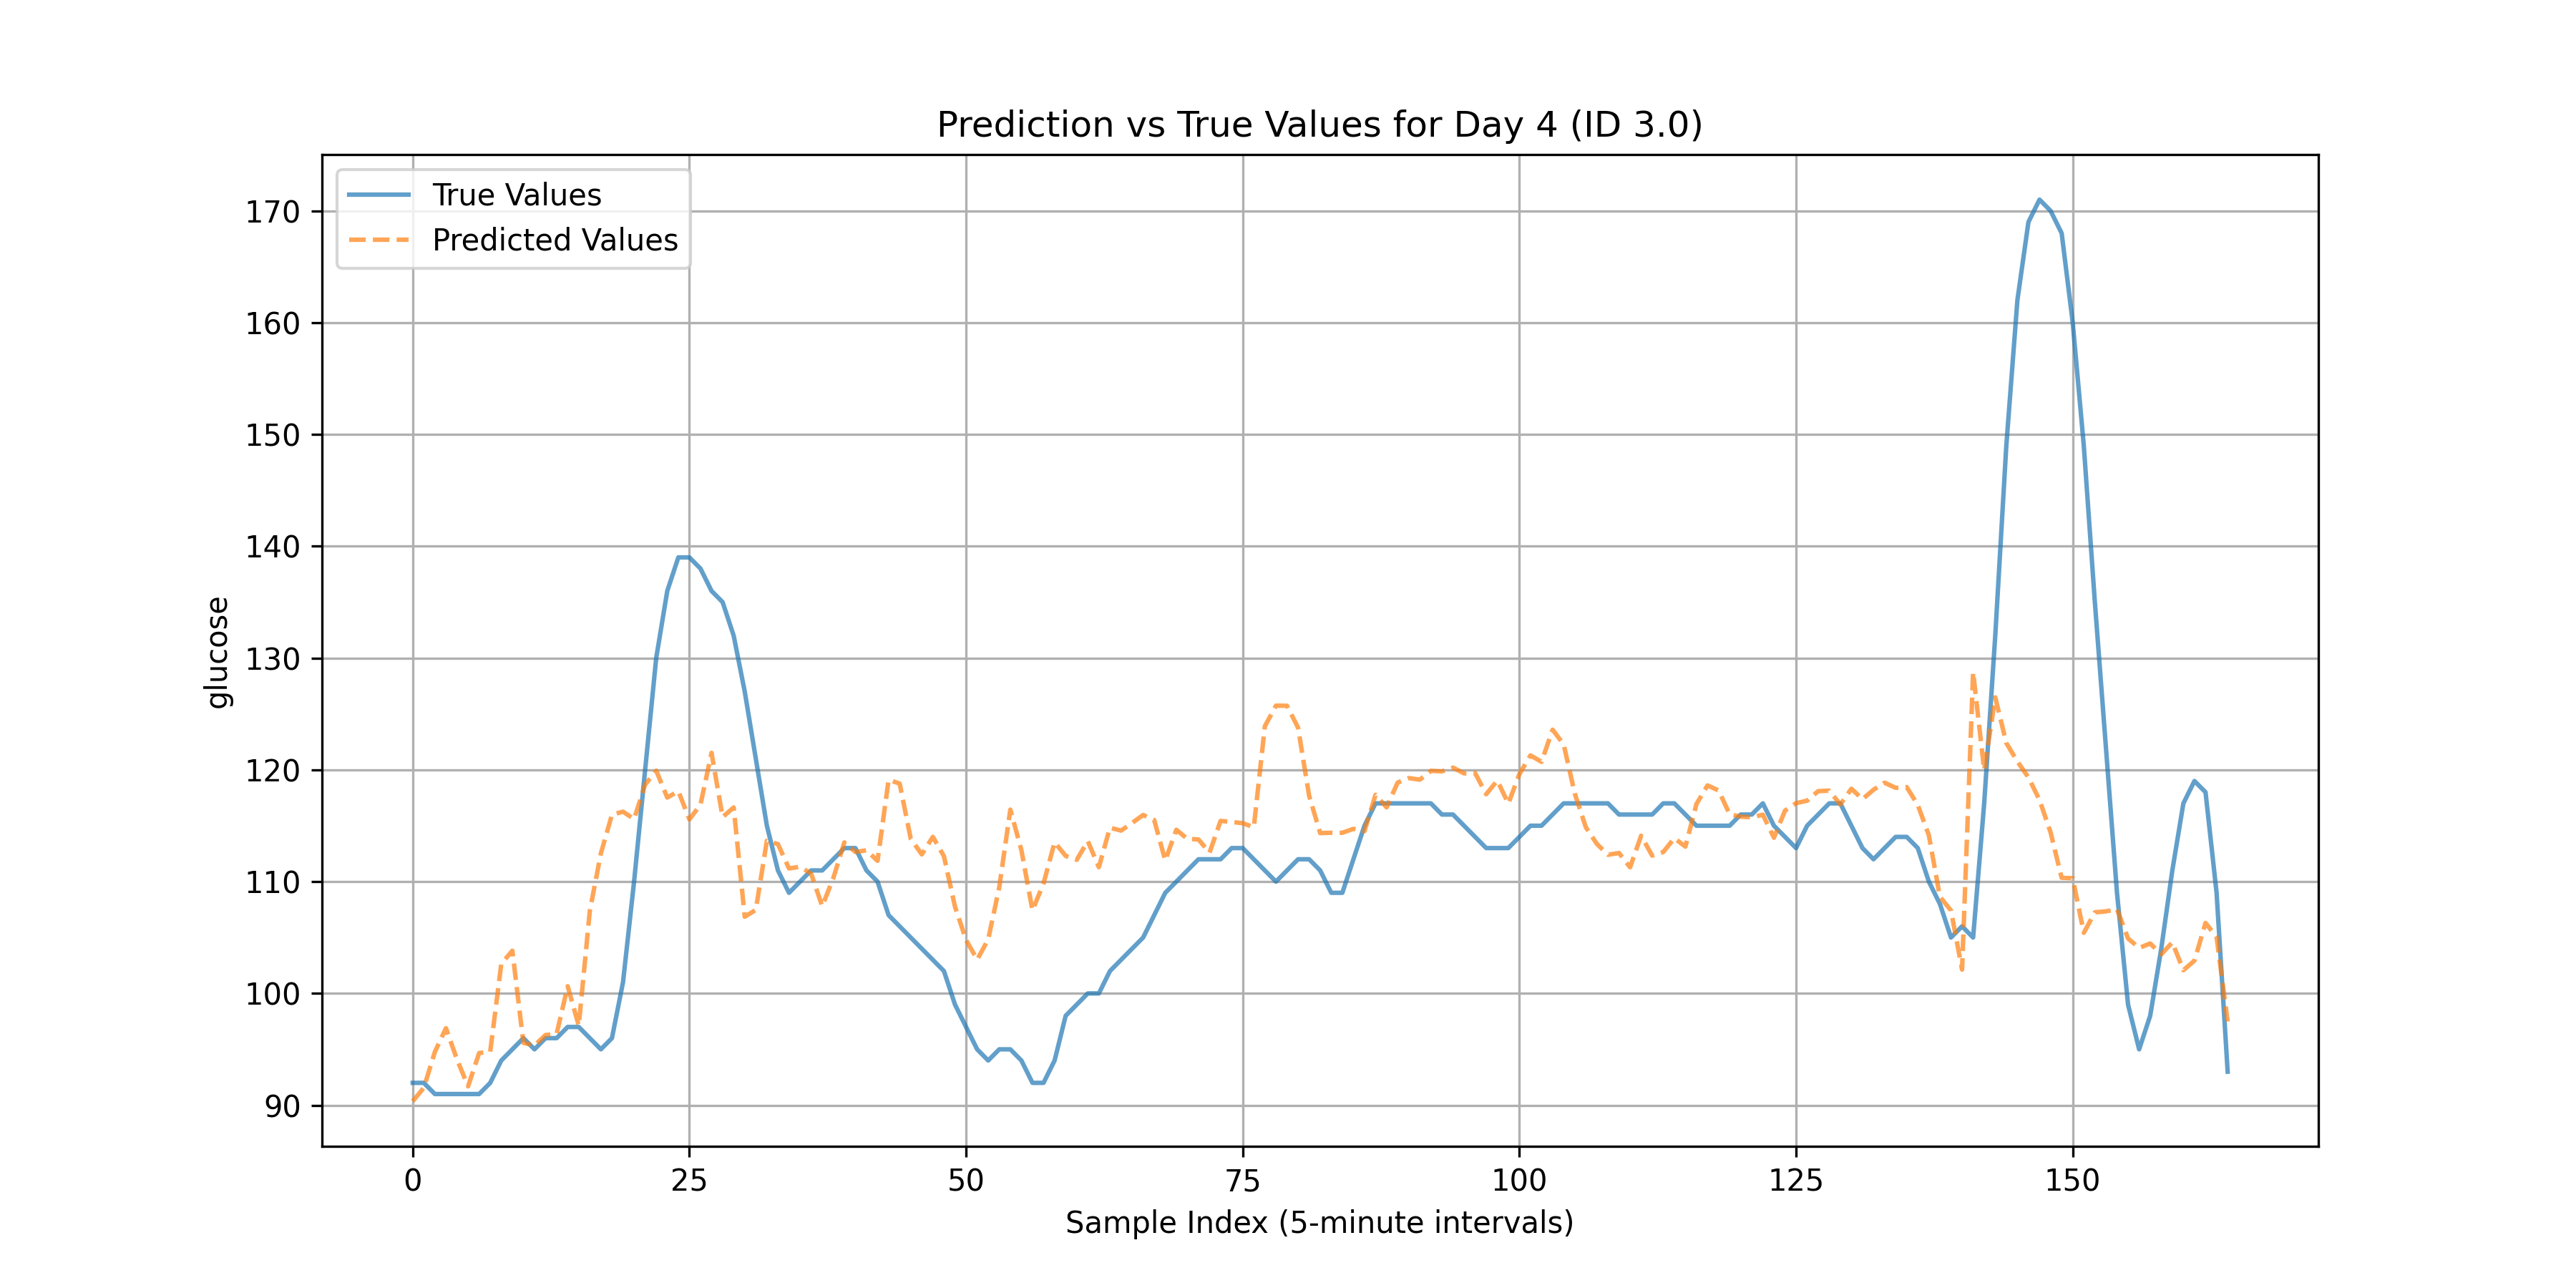 Prediction vs True Values for Day 4 (ID 3.0)
True Values
Predicted Values
170
160
150
140
130
120
110
100
90
glucose
0 25 50 75 100 125 150
Sample Index (5-minute intervals)